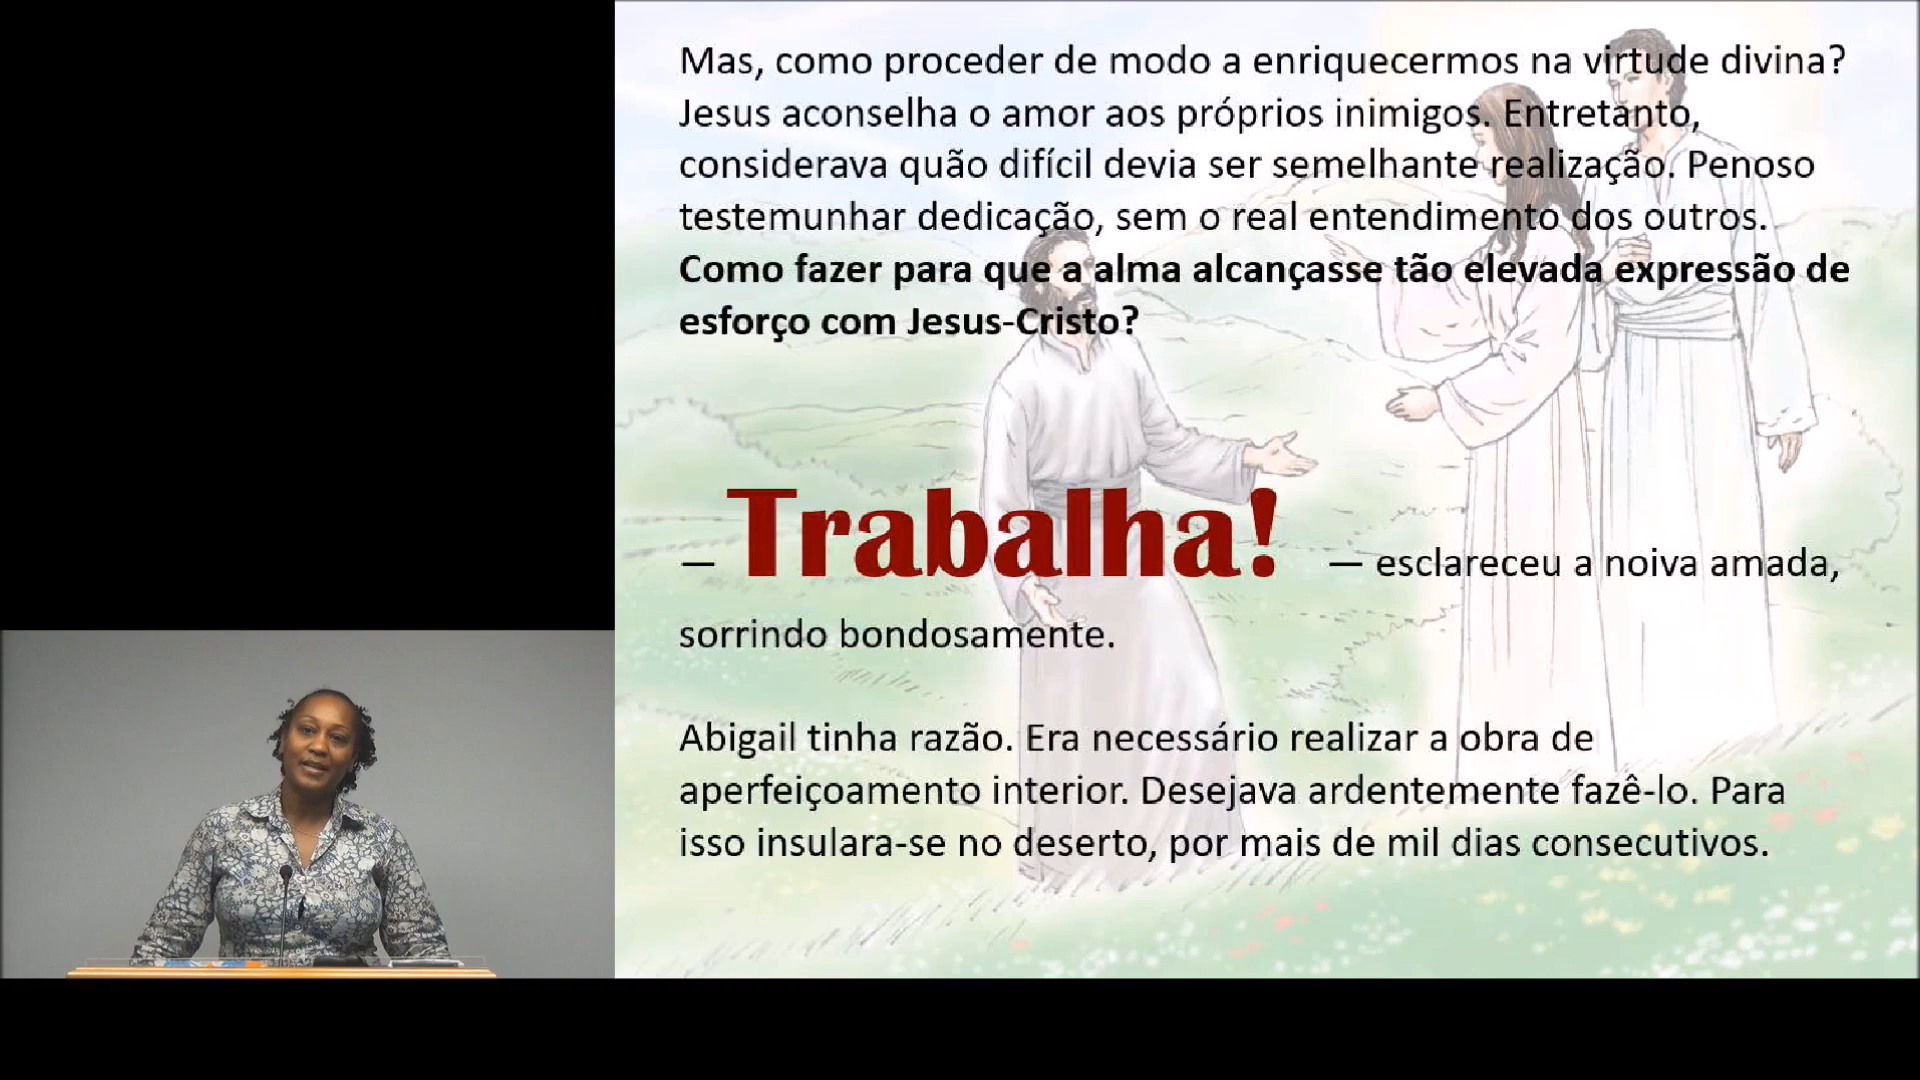 Mas, como proceder de modo a enriquecermos na virtude divina?
Jesus aconselha o amor aos próprios inimigos. Entretanto,
considerava quão difícil devia ser semelhante realização. Penoso
testemunhar dedicação, sem o real entendimento dos outros.
Como fazer para que a alma alcançasse tão elevada expressão de
esforço com Jesus-Cristo?
— Trabalha! — esclareceu a noiva amada,
sorrindo bondosamente.
Abigail tinha razão. Era necessário realizar a obra de
aperfeiçoamento interior. Desejava ardentemente fazê-lo. Para
isso insulara-se no deserto, por mais de mil dias consecutivos.